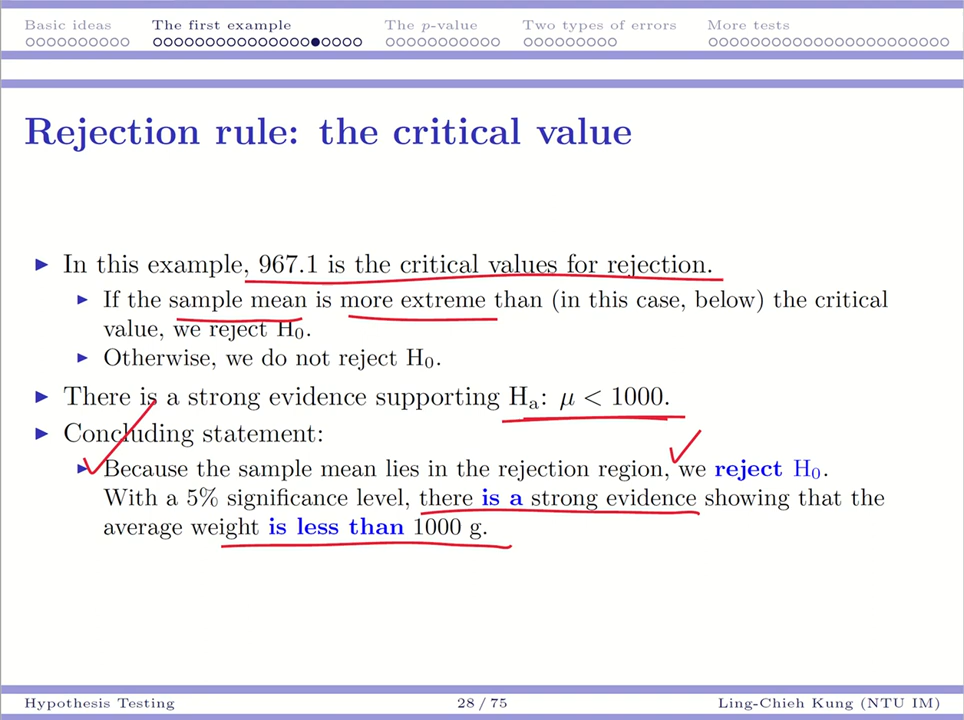 Basic ideas The first example The p-value Two types of errors More tests
Rejection rule: the critical value
In this example, 967.1 is the critical values for rejection.
If the sample mean is more extreme than (in this case, below) the critical
value, we reject H0.
Otherwise, we do not reject H0.
There is a strong evidence supporting Ha: μ < 1000.
Concluding statement:
Because the sample mean lies in the rejection region, we reject H0.
With a 5% significance level, there is a strong evidence showing that the
average weight is less than 1000 g.
Hypothesis Testing 28 / 75 Ling-Chieh Kung (NTU IM)